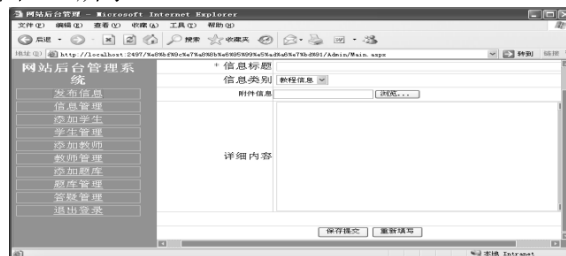 网站后台管理 - Microsoft Internet Explorer
文件(F) 编辑(E) 查看(V) 收藏(A) 工具(T) 帮助(H)
后退 搜索 收藏夹
地址(D) http://localhost:2497/ /Admin/Main.aspx 转到 链接
网站后台管理系统
发布信息
信息管理
添加学生
学生管理
添加教师
教师管理
添加题库
题库管理
答疑管理
退出登录
* 信息标题
信息类别 教程信息
附件信息 浏览...
详细内容
保存提交 重新填写
本地 Intranet